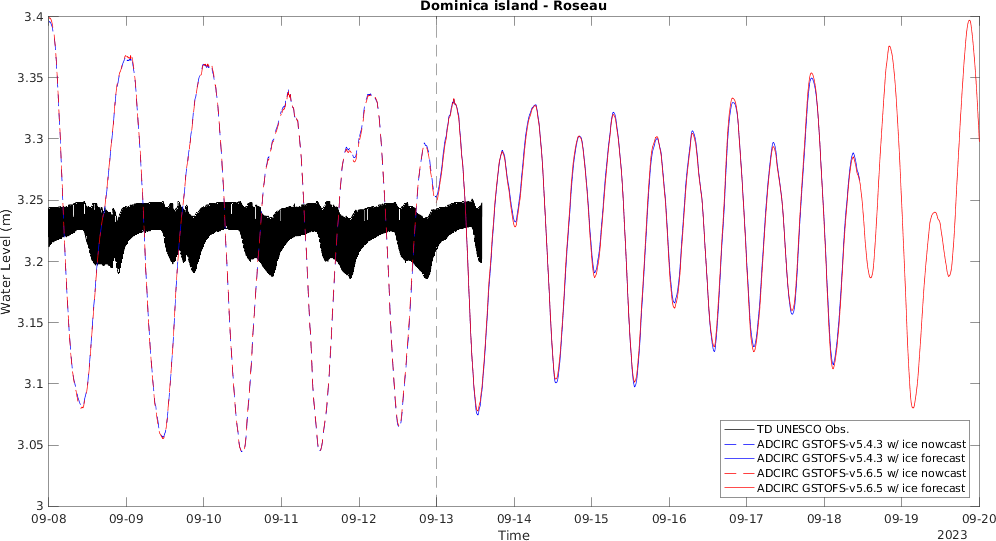 Dominica island - Roseau
3.4
3.35
3.3
3.25
3.2
3.15
3.1
3.05
3
Water Level (m)
TD UNESCO Obs.
ADCIRC GSTOFS-v5.4.3 w/ ice nowcast
ADCIRC GSTOFS-v5.4.3 w/ ice forecast
ADCIRC GSTOFS-v5.6.5 w/ ice nowcast
ADCIRC GSTOFS-v5.6.5 w/ ice forecast
09-08 09-09 09-10 09-11 09-12 09-13 09-14 09-15 09-16 09-17 09-18 09-19 09-20
Time
2023